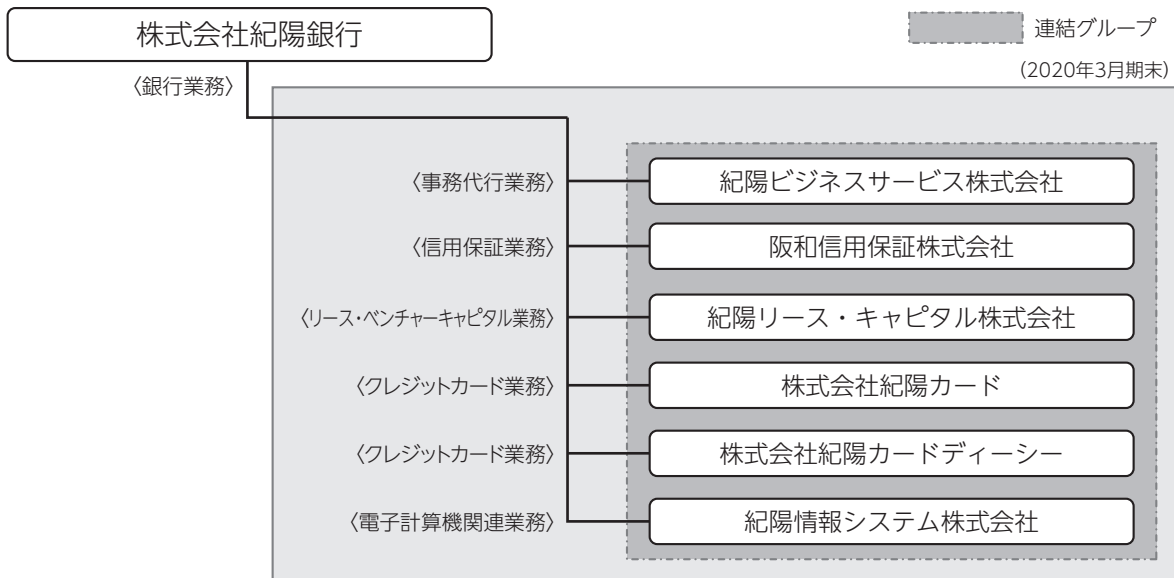 株式会社紀陽銀行
連結グループ
(2020年3月期末)
〈銀行業務〉
〈事務代行業務〉
紀陽ビジネスサービス株式会社
〈信用保証業務〉
阪和信用保証株式会社
〈リース・ベンチャーキャピタル業務〉
紀陽リース・キャピタル株式会社
〈クレジットカード業務〉
株式会社紀陽カード
〈クレジットカード業務〉
株式会社紀陽カードディーシー
〈電子計算機関連業務〉
紀陽情報システム株式会社